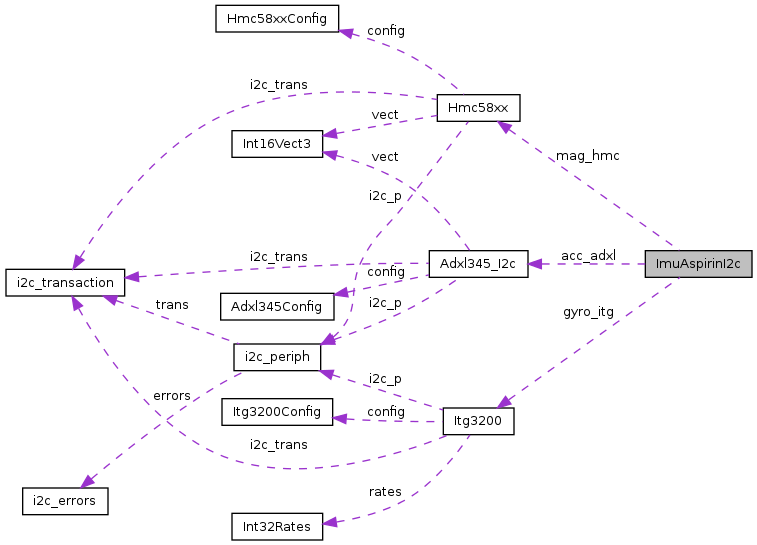 Hmc58xxConfig
config
i2c_trans
Hmc58xx
vect
Int16Vect3
vect
mag_hmc
i2c_p
i2c_trans
acc_adxl
Adxl345_I2c
ImuAspirinI2c
config
i2c_transaction
Adxl345Config
trans
i2c_p
gyro_itg
i2c_periph
i2c_p
errors
Itg3200Config
config
Itg3200
i2c_trans
rates
i2c_errors
Int32Rates